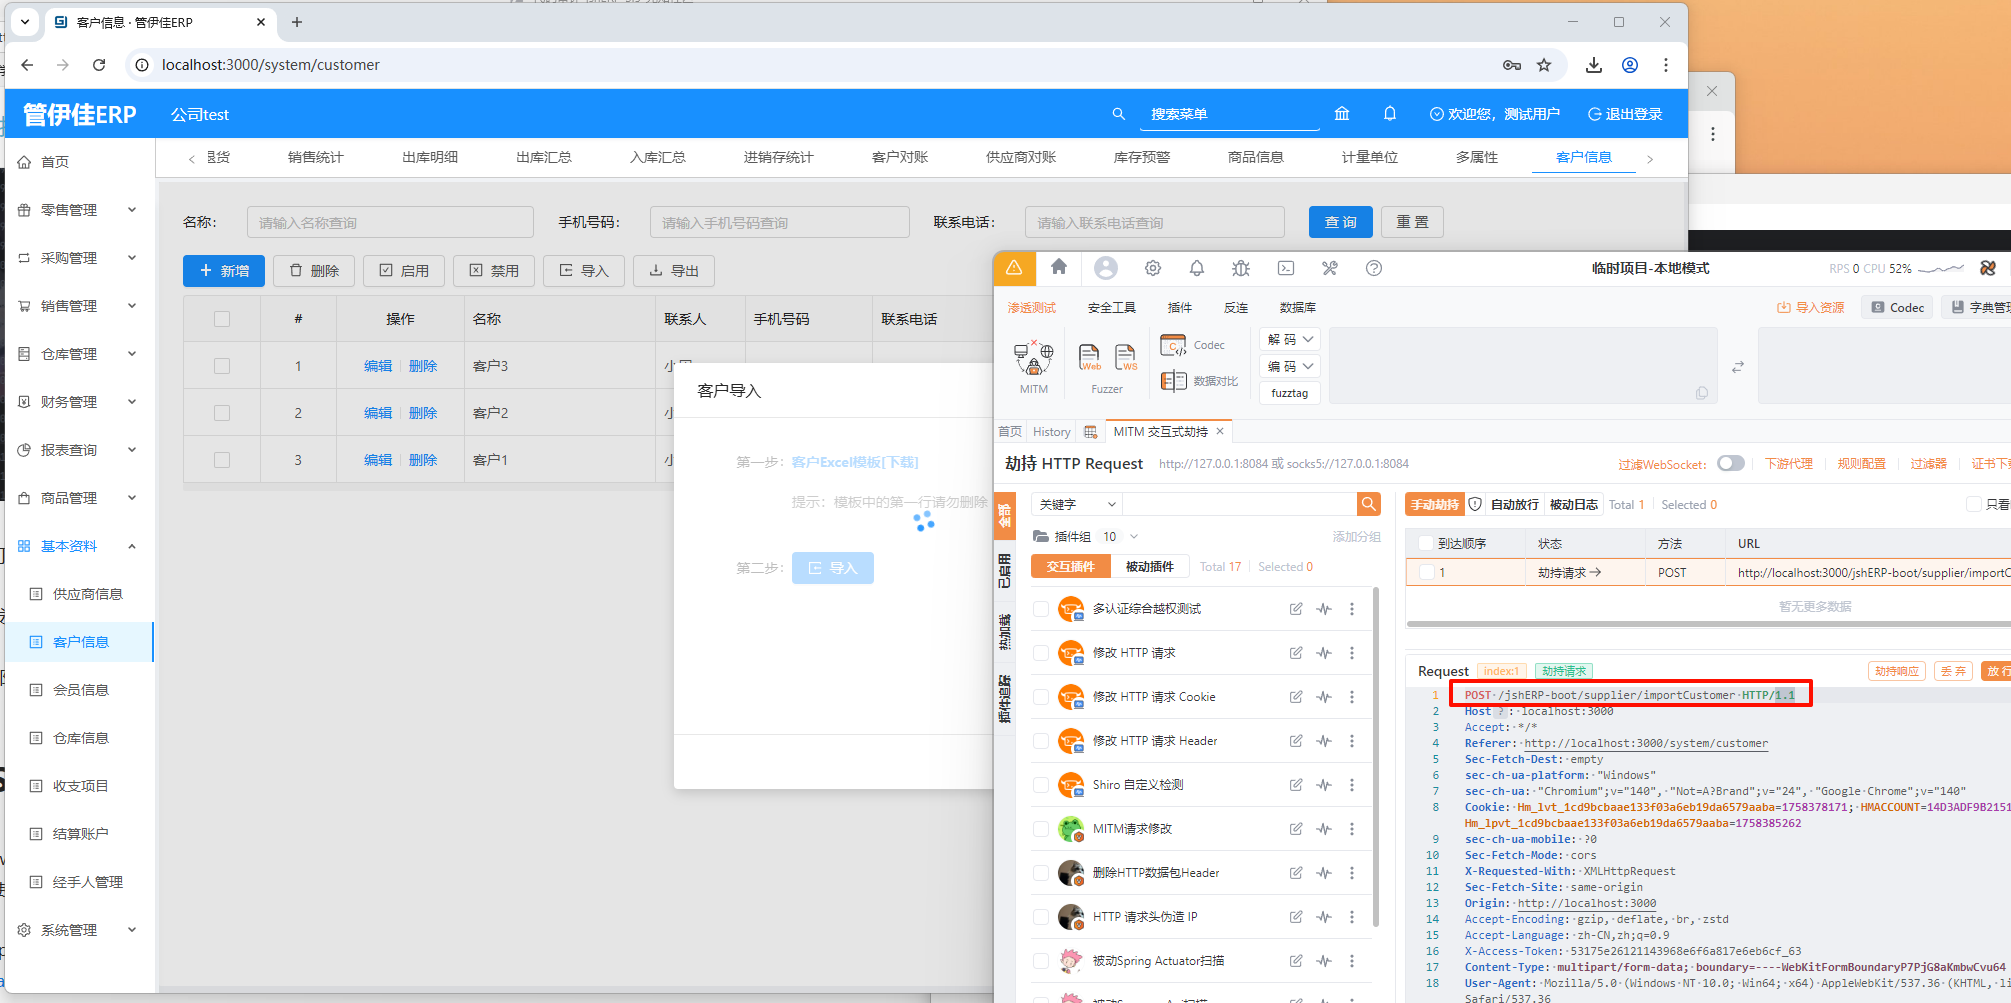 客户信息 · 管伊佳ERP
localhost:3000/system/customer
管伊佳ERP
公司test
搜索菜单
欢迎您，测试用户
退出登录
首页
零售管理
采购管理
销售管理
仓库管理
财务管理
报表查询
商品管理
基本资料
供应商信息
客户信息
会员信息
仓库信息
收支项目
结算账户
经手人管理
系统管理
退货 销售统计 出库明细 出库汇总 入库汇总 进销存统计 客户对账 供应商对账 库存预警 商品信息 计量单位 多属性 客户信息
名称： 请输入名称查询 手机号码： 请输入手机号码查询 联系电话： 请输入联系电话查询 查 询 重 置
新增 删除 启用 禁用 导入 导出
# 操作 名称 联系人 手机号码 联系电话
1 编辑 删除 客户3
2 编辑 删除 客户2
3 编辑 删除 客户1
客户导入
第一步： 客户Excel模板[下载]
提示：模板中的第一行请勿删除
第二步： 导入
临时项目-本地模式
RPS 0 CPU 52%
渗透测试 安全工具 插件 反连 数据库
导入资源 Codec 字典管理
MITM
Web
WS
Fuzzer
Codec
数据对比
解 码
编 码
fuzztag
首页 History MITM 交互式劫持
劫持 HTTP Request http://127.0.0.1:8084 或 socks5://127.0.0.1:8084
过滤WebSocket: 下游代理 规则配置 过滤器 证书下
全部
已启用
热加载
插件追踪
关键字
插件组 10 添加分组
交互插件 被动插件 Total 17 Selected 0
多认证综合越权测试
修改 HTTP 请求
修改 HTTP 请求 Cookie
修改 HTTP 请求 Header
Shiro 自定义检测
MITM请求修改
删除HTTP数据包Header
HTTP 请求头伪造 IP
被动Spring Actuator扫描
手动劫持 自动放行 被动日志 Total 1 Selected 0 只看
到达顺序 状态 方法 URL
1 劫持请求 POST http://localhost:3000/jshERP-boot/supplier/importC
暂无更多数据
Request index:1 劫持请求 劫持响应 丢 弃 放 行
1 POST /jshERP-boot/supplier/importCustomer HTTP/1.1
2 Host ?: localhost:3000
3 Accept: */*
4 Referer: http://localhost:3000/system/customer
5 Sec-Fetch-Dest: empty
6 sec-ch-ua-platform: "Windows"
7 sec-ch-ua: "Chromium";v="140", "Not=A?Brand";v="24", "Google Chrome";v="140"
8 Cookie: Hm_lvt_1cd9bcbaae133f03a6eb19da6579aaba=1758378171; HMACCOUNT=14D3ADF9B2151
Hm_lpvt_1cd9bcbaae133f03a6eb19da6579aaba=1758385262
9 sec-ch-ua-mobile: ?0
10 Sec-Fetch-Mode: cors
11 X-Requested-With: XMLHttpRequest
12 Sec-Fetch-Site: same-origin
13 Origin: http://localhost:3000
14 Accept-Encoding: gzip, deflate, br, zstd
15 Accept-Language: zh-CN,zh;q=0.9
16 X-Access-Token: 53175e26121143968e6f6a817e6eb6cf_63
17 Content-Type: multipart/form-data; boundary=----WebKitFormBoundaryP7PjG8aKmbwCvu64
18 User-Agent: Mozilla/5.0 (Windows NT 10.0; Win64; x64) AppleWebKit/537.36 (KHTML, li
Safari/537.36